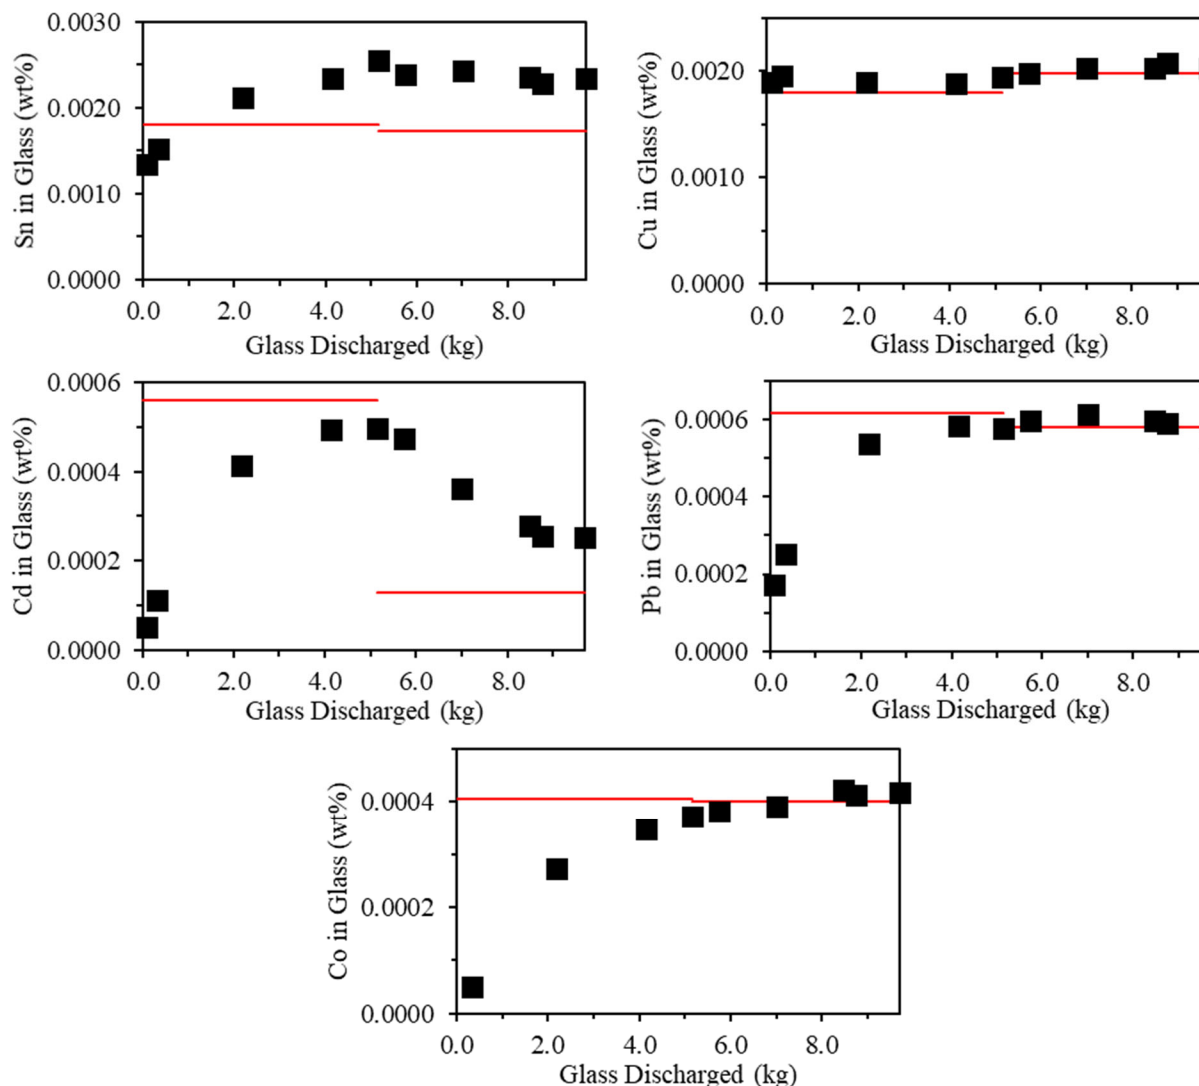 Sn in Glass (wt%)
0.0030
0.0020
0.0010
0.0000
0.0 2.0 4.0 6.0 8.0
Glass Discharged (kg)
Cu in Glass (wt%)
0.0020
0.0010
0.0000
0.0 2.0 4.0 6.0 8.0
Glass Discharged (kg)
Cd in Glass (wt%)
0.0006
0.0004
0.0002
0.0000
0.0 2.0 4.0 6.0 8.0
Glass Discharged (kg)
Pb in Glass (wt%)
0.0006
0.0004
0.0002
0.0000
0.0 2.0 4.0 6.0 8.0
Glass Discharged (kg)
Co in Glass (wt%)
0.0004
0.0002
0.0000
0.0 2.0 4.0 6.0 8.0
Glass Discharged (kg)